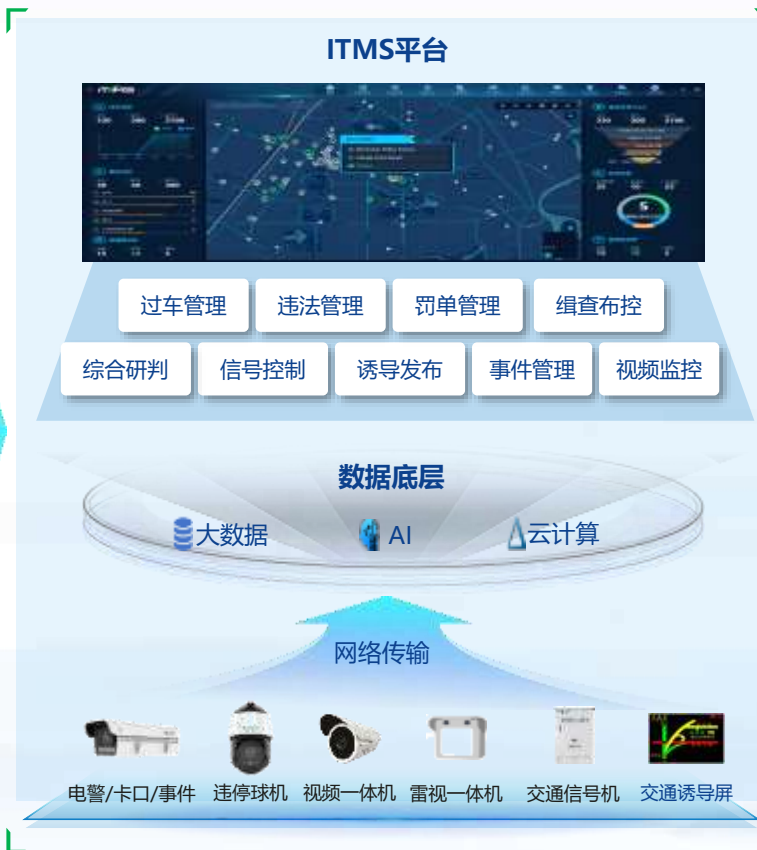 ITMS平台
过车管理 违法管理 罚单管理 缉查布控
综合研判 信号控制 诱导发布 事件管理 视频监控
数据底层
大数据 AI 云计算
网络传输
电警/卡口/事件 违停球机 视频一体机 雷视一体机 交通信号机 交通诱导屏